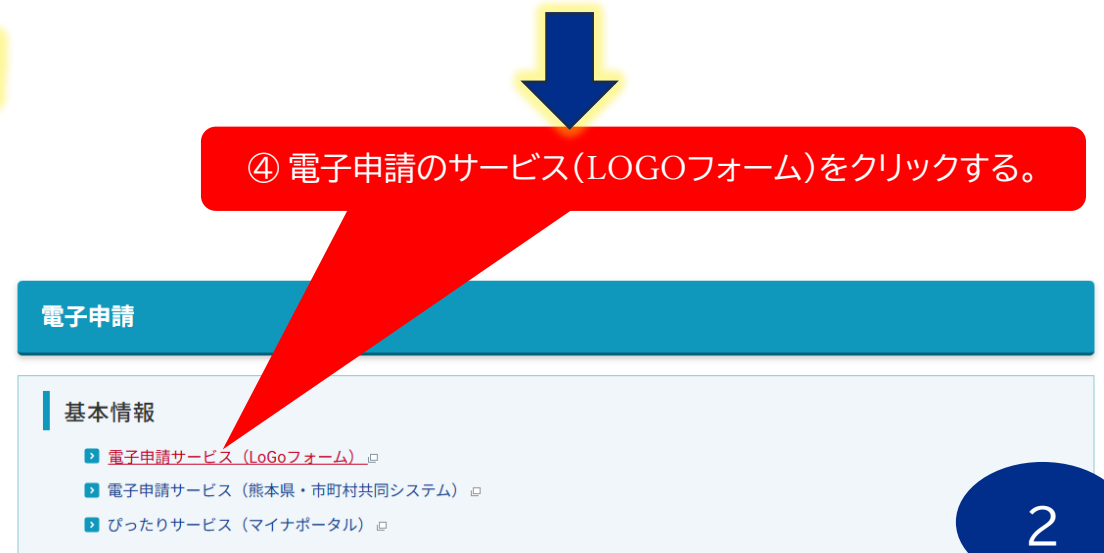 ④ 電子申請のサービス(LOGOフォーム)をクリックする。
電子申請
基本情報
電子申請サービス(LoGoフォーム)
電子申請サービス(熊本県・市町村共同システム)
ぴったりサービス(マイナポータル)
2